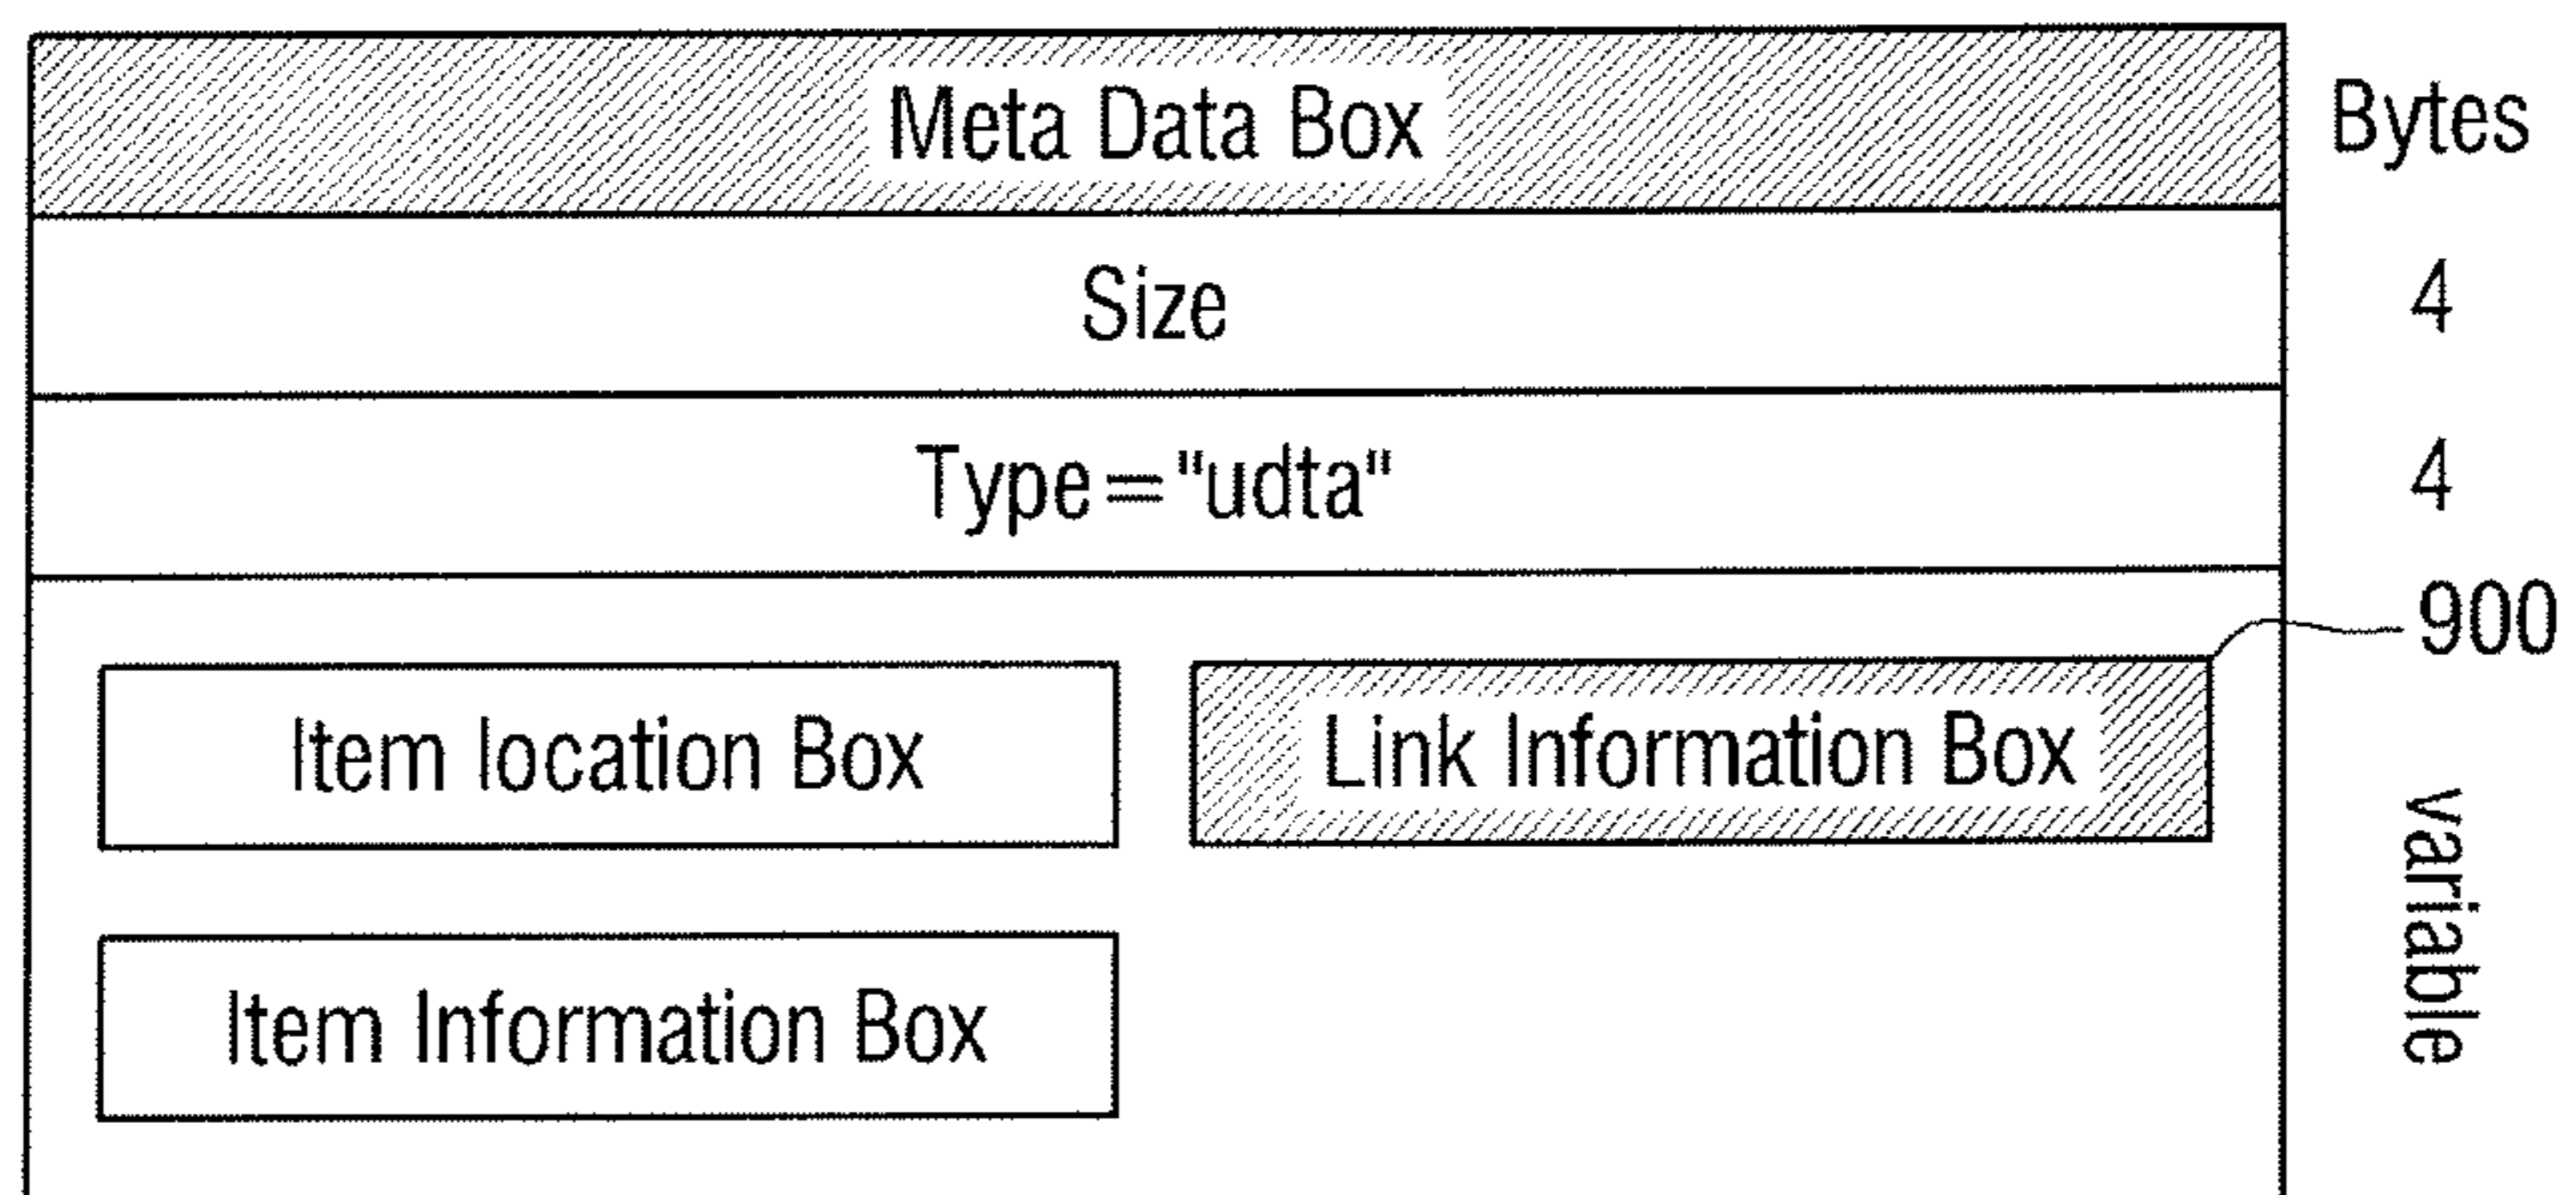 Meta Data Box Bytes
Size 4
Type="udta" 4
900
Item location Box Link Information Box
variable
Item Information Box